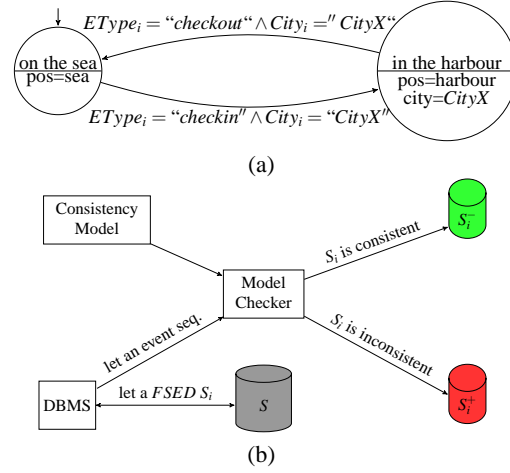 ETypeᵢ = “checkout“ ∧ Cityᵢ =″ CityX“
on the sea
pos=sea
in the harbour
pos=harbour
city=CityX
ETypeᵢ = “checkin″ ∧ Cityᵢ = “CityX″
(a)
Consistency
Model
Sᵢ⁻
Sᵢ is consistent
Model
Checker
let an event seq.
Sᵢ is inconsistent
DBMS
let a FSED Sᵢ
S
Sᵢ⁺
(b)